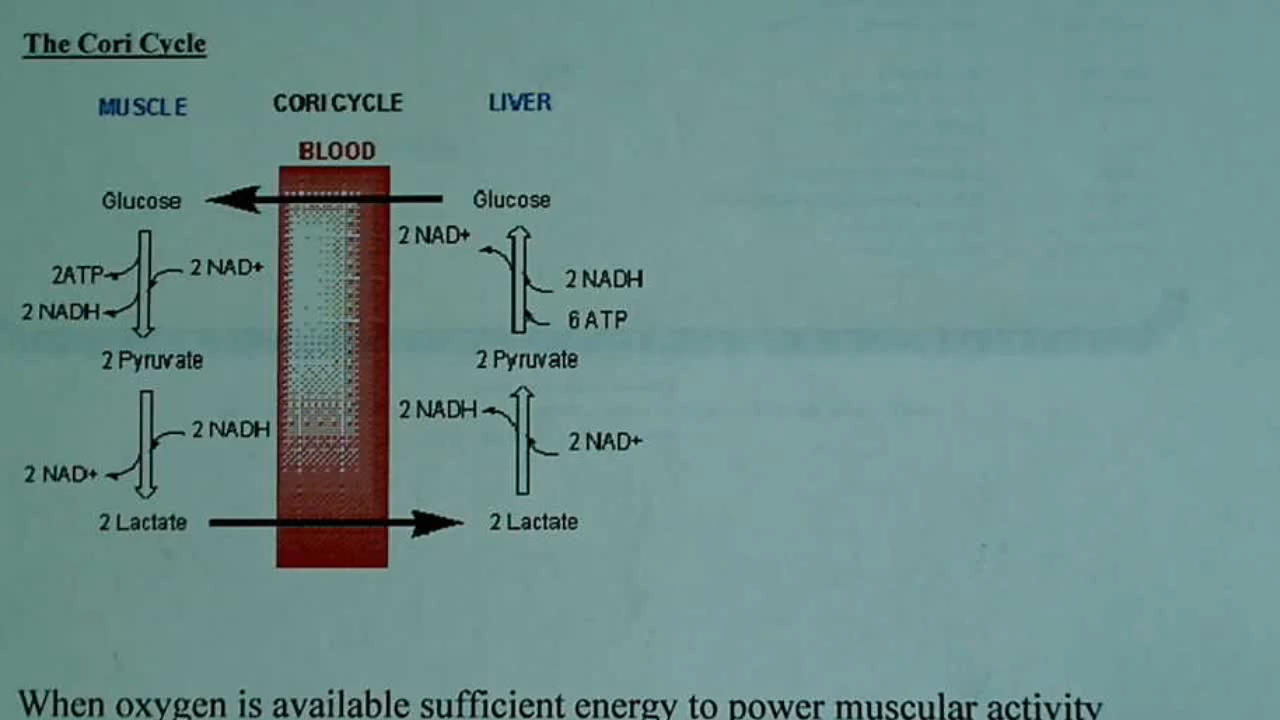 The Cori Cycle
MUSCLE CORI CYCLE LIVER
BLOOD
Glucose Glucose
2 NAD+
2ATP 2 NAD+ 2 NADH
2 NADH 6 ATP
2 Pyruvate 2 Pyruvate
2 NADH 2 NADH
2 NAD+
2 NAD+
2 Lactate 2 Lactate
When oxygen is available sufficient energy to power muscular activity